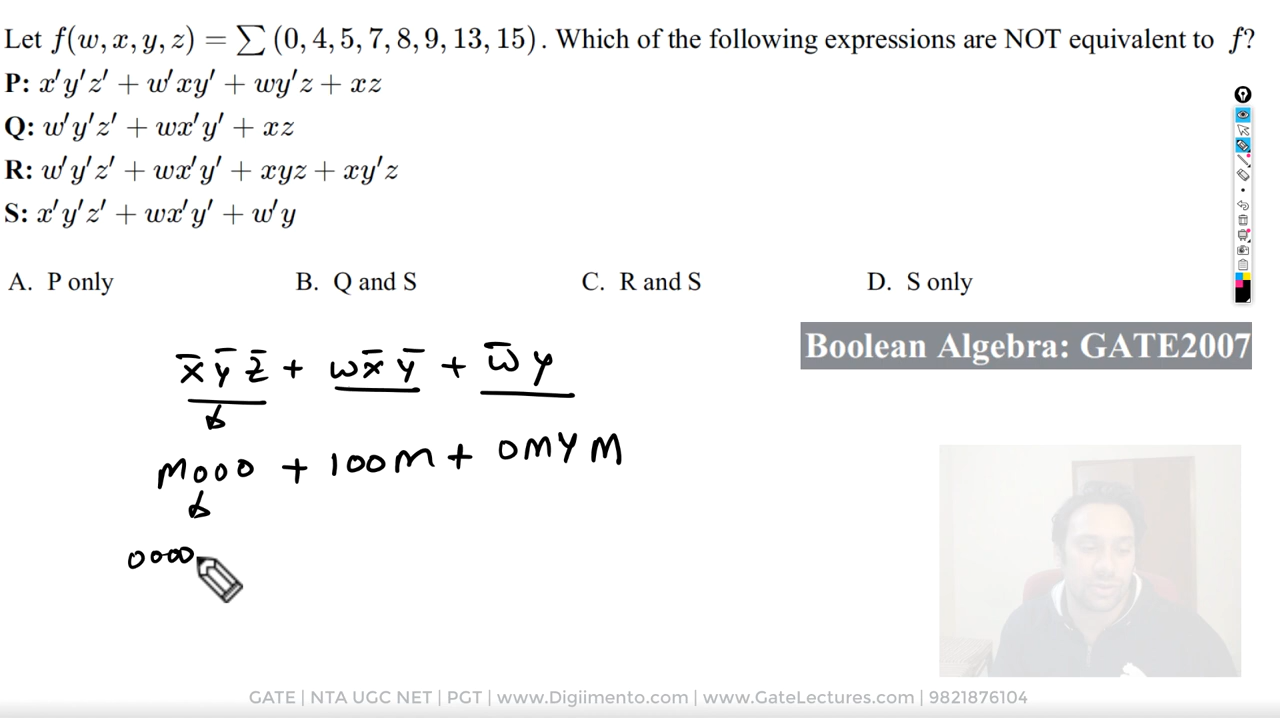 Let f(w, x, y, z) = ∑ (0, 4, 5, 7, 8, 9, 13, 15). Which of the following expressions are NOT equivalent to f?
P: x′y′z′ + w′xy′ + wy′z + xz
Q: w′y′z′ + wx′y′ + xz
R: w′y′z′ + wx′y′ + xyz + xy′z
S: x′y′z′ + wx′y′ + w′y
A. P only B. Q and S C. R and S D. S only
Boolean Algebra: GATE2007
x̅ y̅ z̅ + w x̅ y̅ + w̅ y
M000 + 100M + 0MYM
0000
GATE | NTA UGC NET | PGT | www.Digiimento.com | www.GateLectures.com | 9821876104